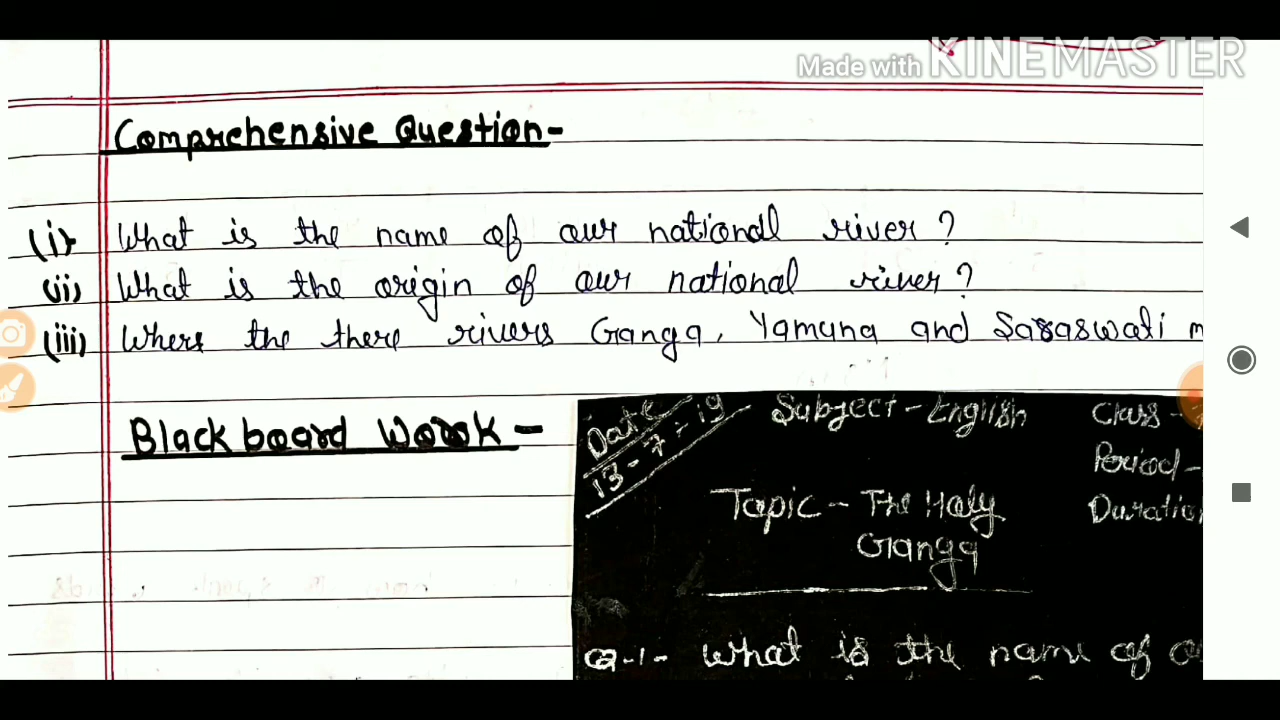 Made with KINEMASTER
Comprehensive Question-
(i) What is the name of our national river?
(ii) What is the origin of our national river?
(iii) Where the there rivers Ganga, Yamuna and Saraswati m
Blackboard Work-
Date
13-7-19
Subject - English
Class -
Period -
Duration
Topic - The Holy
Ganga
Q-1- What is the name of